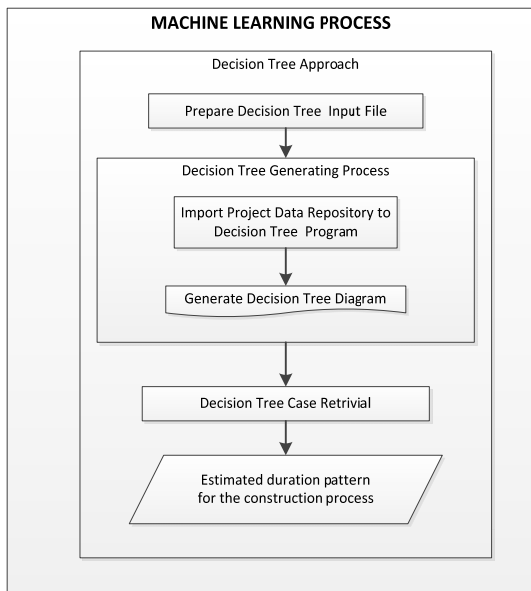 MACHINE LEARNING PROCESS
Decision Tree Approach
Prepare Decision Tree Input File
Decision Tree Generating Process
Import Project Data Repository to
Decision Tree Program
Generate Decision Tree Diagram
Decision Tree Case Retrivial
Estimated duration pattern
for the construction process